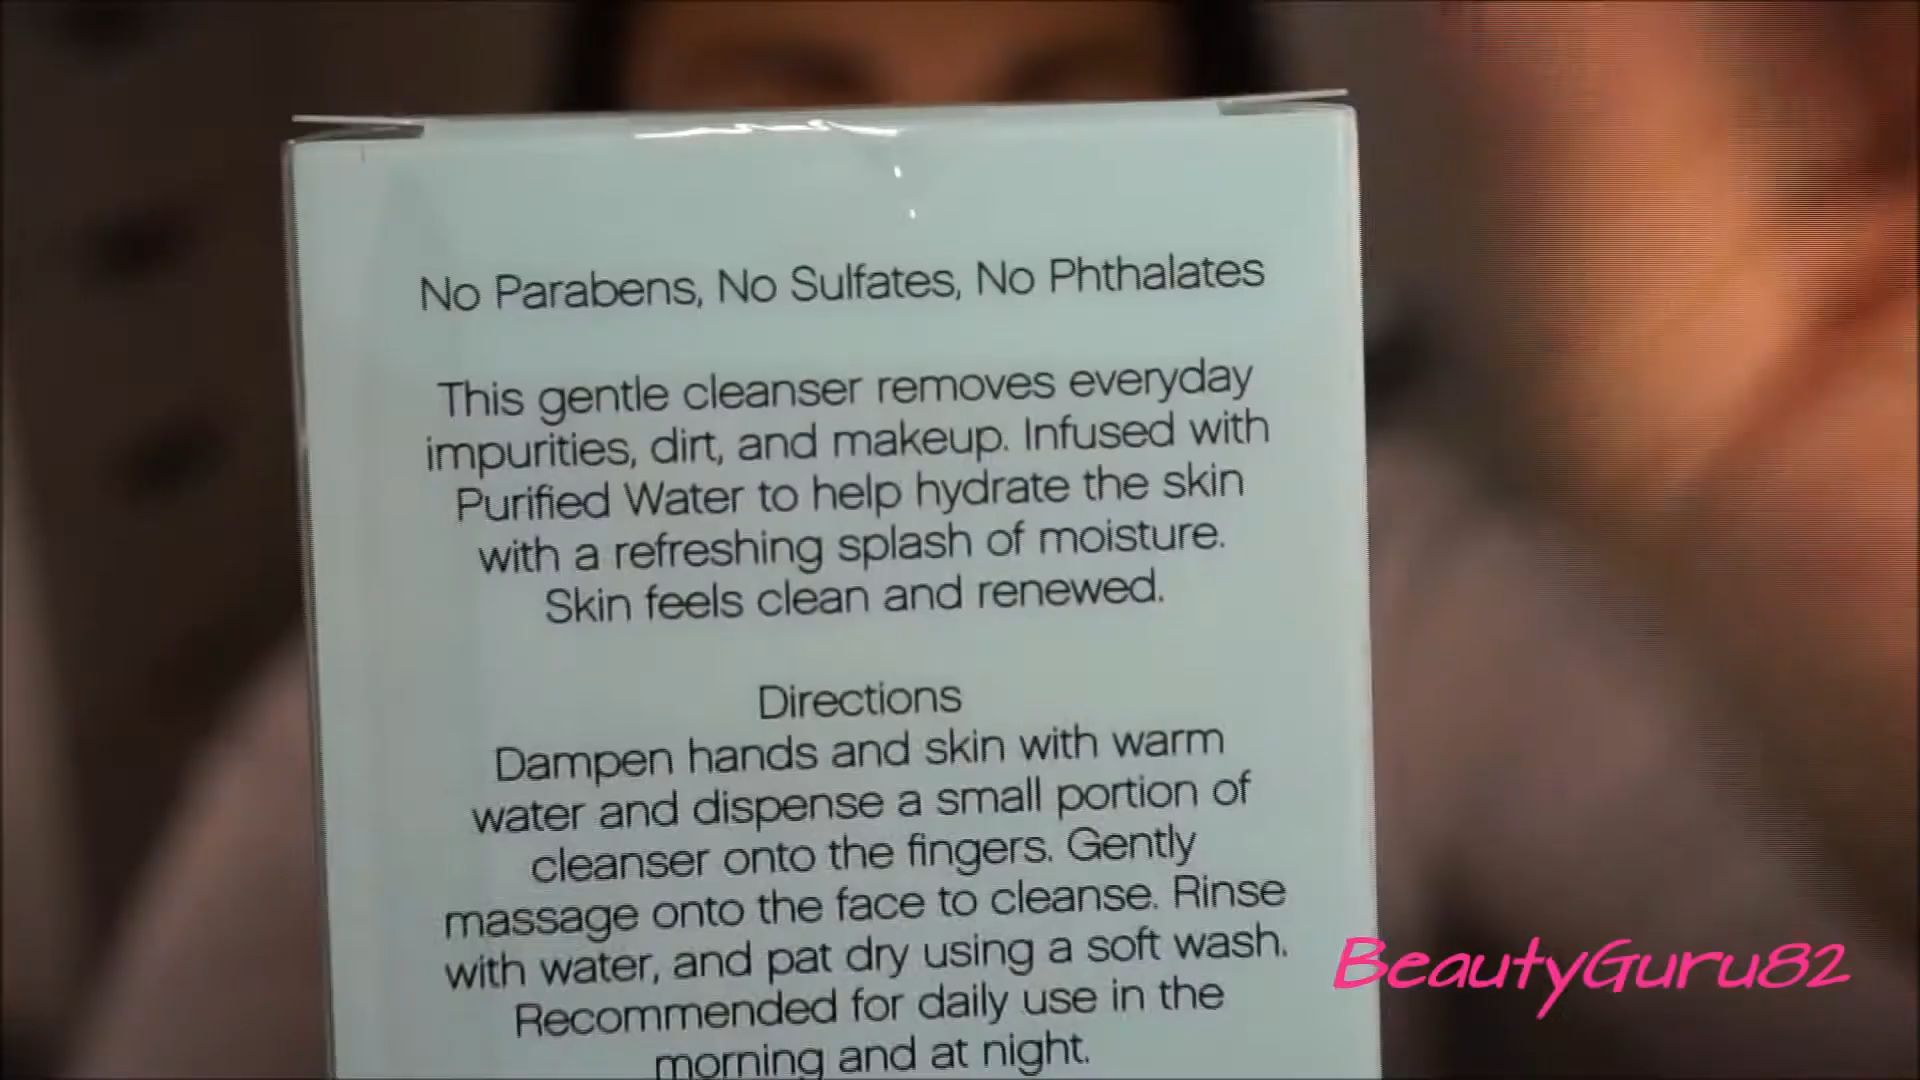 No Parabens, No Sulfates, No Phthalates
This gentle cleanser removes everyday
impurities, dirt, and makeup. Infused with
Purified Water to help hydrate the skin
with a refreshing splash of moisture.
Skin feels clean and renewed.
Directions
Dampen hands and skin with warm
water and dispense a small portion of
cleanser onto the fingers. Gently
massage onto the face to cleanse. Rinse
with water, and pat dry using a soft wash.
Recommended for daily use in the
morning and at night.
BeautyGuru82